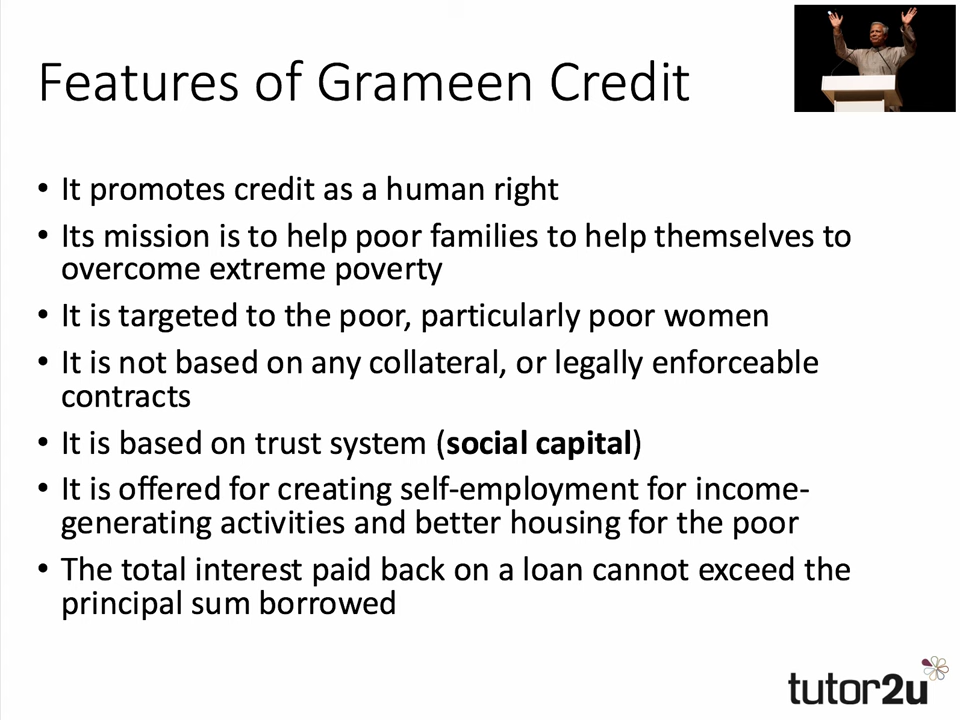 Features of Grameen Credit
• It promotes credit as a human right
• Its mission is to help poor families to help themselves to
overcome extreme poverty
• It is targeted to the poor, particularly poor women
• It is not based on any collateral, or legally enforceable
contracts
• It is based on trust system (social capital)
• It is offered for creating self-employment for income-
generating activities and better housing for the poor
• The total interest paid back on a loan cannot exceed the
principal sum borrowed
tutor2u